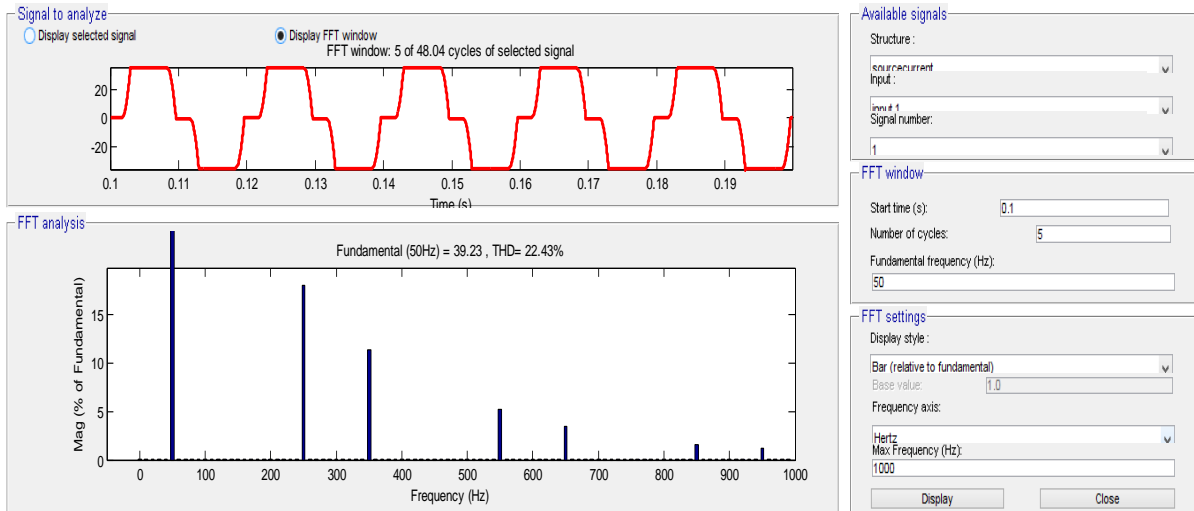 Signal to analyze
Display selected signal
Display FFT window
FFT window: 5 of 48.04 cycles of selected signal
20
0
-20
0.1 0.11 0.12 0.13 0.14 0.15 0.16 0.17 0.18 0.19
Time (s)
FFT analysis
Fundamental (50Hz) = 39.23 , THD= 22.43%
Mag (% of Fundamental)
15
10
5
0
0 100 200 300 400 500 600 700 800 900 1000
Frequency (Hz)
Available signals
Structure :
sourcecurrent
Input :
input 1
Signal number:
1
FFT window
Start time (s): 0.1
Number of cycles: 5
Fundamental frequency (Hz):
50
FFT settings
Display style :
Bar (relative to fundamental)
Base value: 1.0
Frequency axis:
Hertz
Max Frequency (Hz):
1000
Display Close